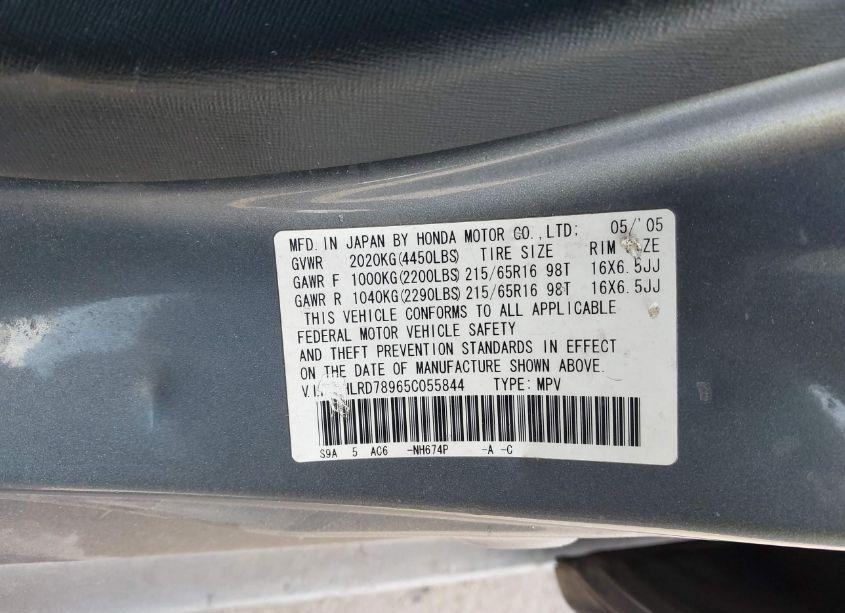 MFD. IN JAPAN BY HONDA MOTOR CO.,LTD; 05/'05
GVWR 2020KG(4450LBS) TIRE SIZE RIM SIZE
GAWR F 1000KG(2200LBS) 215/65R16 98T 16X6.5JJ
GAWR R 1040KG(2290LBS) 215/65R16 98T 16X6.5JJ
THIS VEHICLE CONFORMS TO ALL APPLICABLE
FEDERAL MOTOR VEHICLE SAFETY
AND THEFT PREVENTION STANDARDS IN EFFECT
ON THE DATE OF MANUFACTURE SHOWN ABOVE.
V.I HLRD78965C055844 TYPE: MPV
S9A 5 AC6 -NH674P -A -C